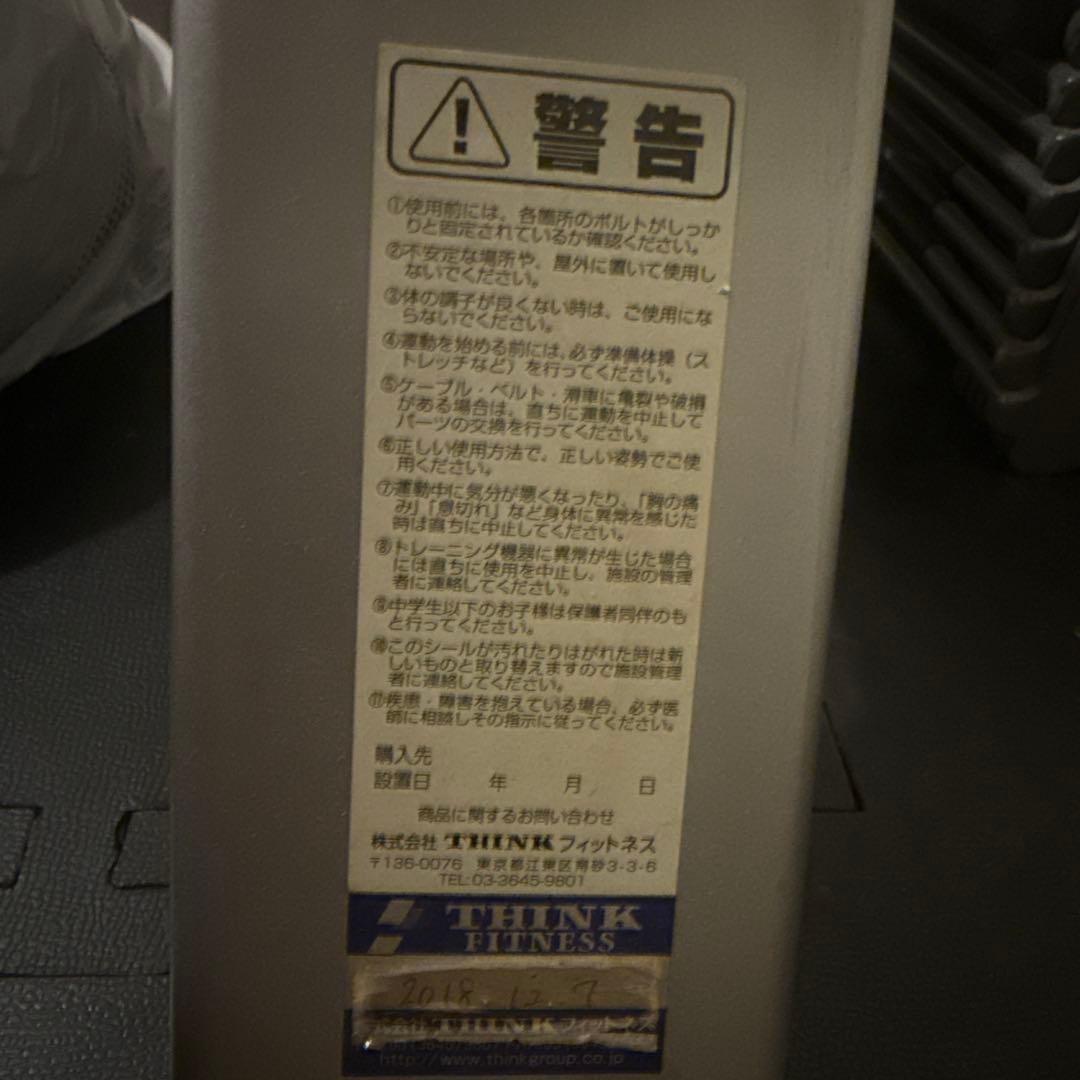 警告
①使用前には、各箇所のボルトがしっか
りと固定されているか確認ください。
②不安定な場所や、屋外に置いて使用し
ないでください。
③体の調子が良くない時は、ご使用にな
らないでください。
④運動を始める前には、必ず準備体操（ス
トレッチなど）を行ってください。
⑤ケーブル・ベルト・滑車に亀裂や破損
がある場合は、直ちに運動を中止して
パーツの交換を行ってください。
⑥正しい使用方法で、正しい姿勢でご使
用ください。
⑦運動中に気分が悪くなったり、「胸の痛
み」「息切れ」など身体に異常を感じた
時は直ちに中止してください。
⑧トレーニング機器に異常が生じた場合
には直ちに使用を中止し、施設の管理
者に連絡してください。
⑨中学生以下のお子様は保護者同伴のも
と行ってください。
⑩このシールが汚れたりはがれた時は新
しいものと取り替えますので施設管理
者に連絡してください。
⑪疾患・障害を抱えている場合、必ず医
師に相談しその指示に従ってください。
購入先
設置日 年 月 日
商品に関するお問い合わせ
株式会社 THINK フィットネス
〒136-0076 東京都江東区南砂3-3-6
TEL:03-3645-9801
THINK
FITNESS
2018.12.7
式会社 THINK フィットネス
http://www.thinkgroup.co.jp